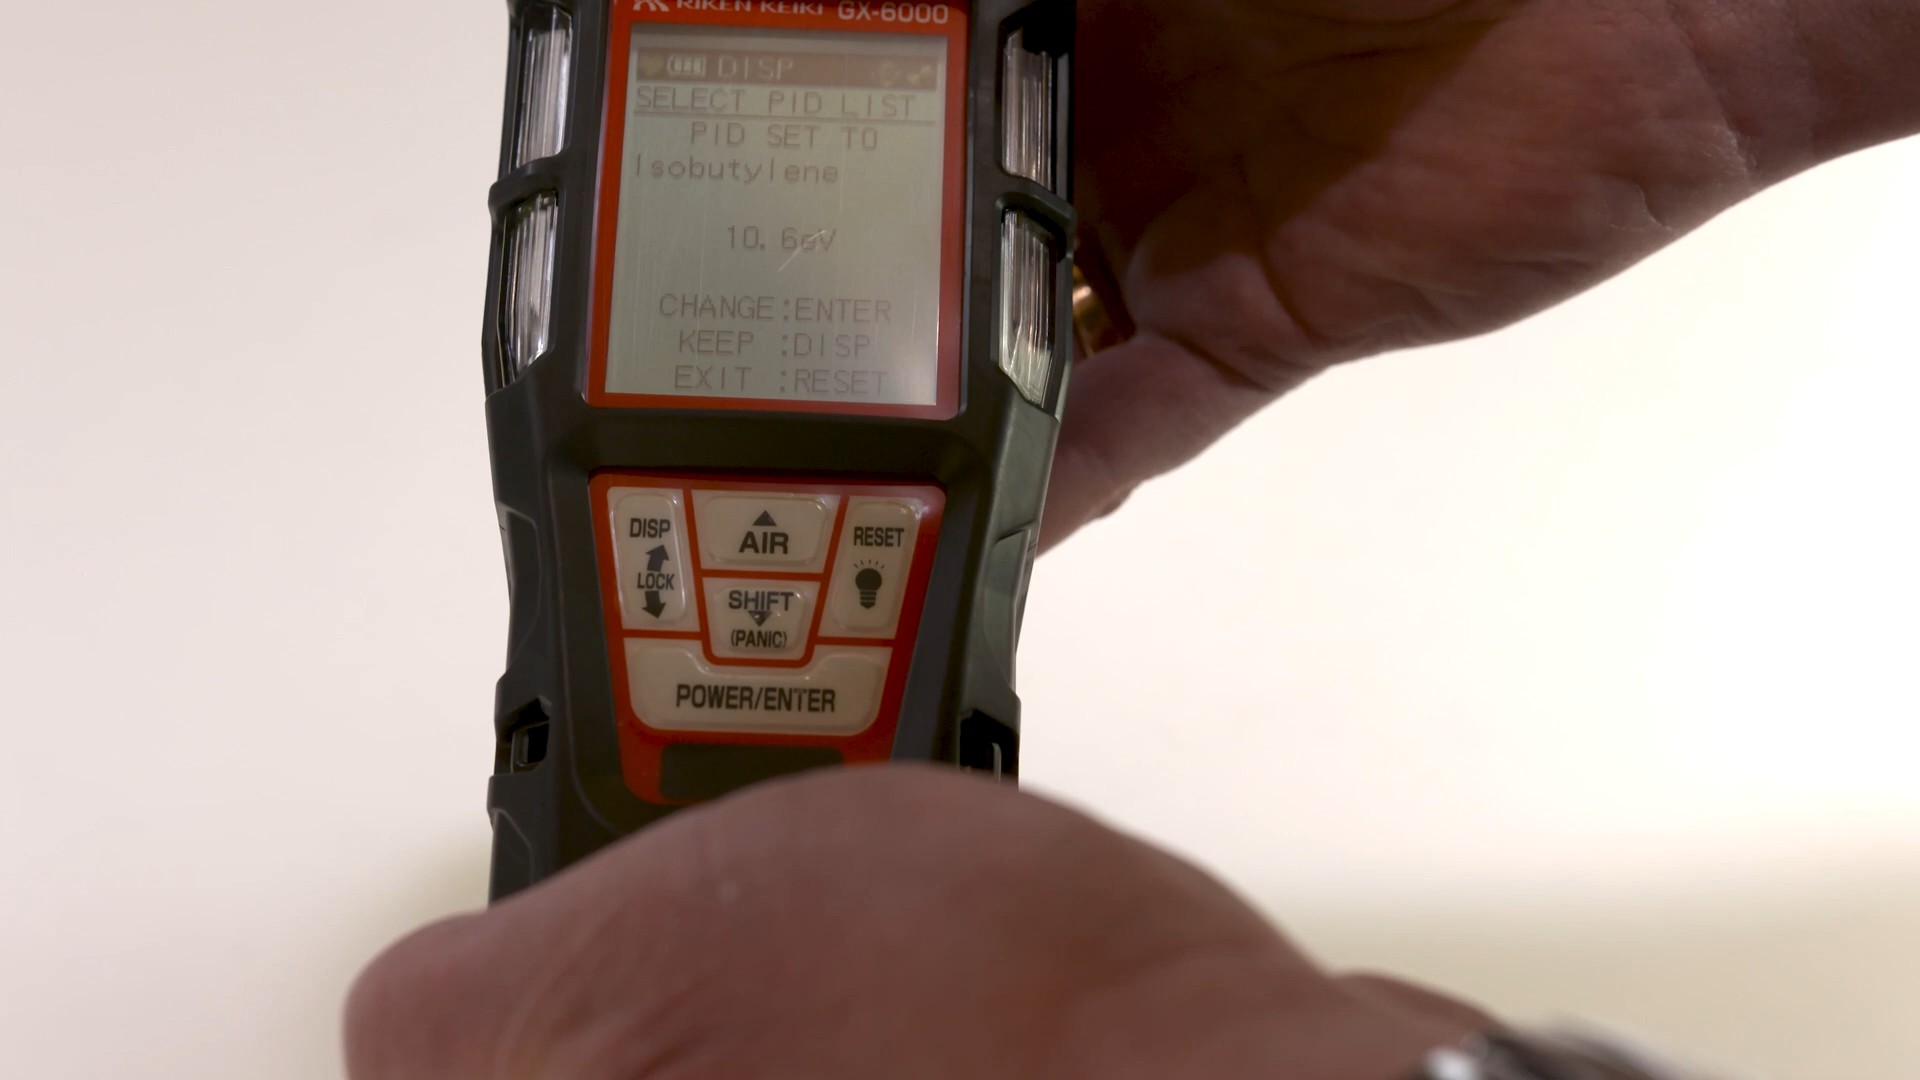 RIKEN KEIKI GX-6000
DISP
SELECT PID LIST
PID SET TO
Isobutylene
10.6eV
CHANGE:ENTER
KEEP :DISP
EXIT :RESET
DISP
LOCK
AIR
SHIFT
(PANIC)
RESET
POWER/ENTER